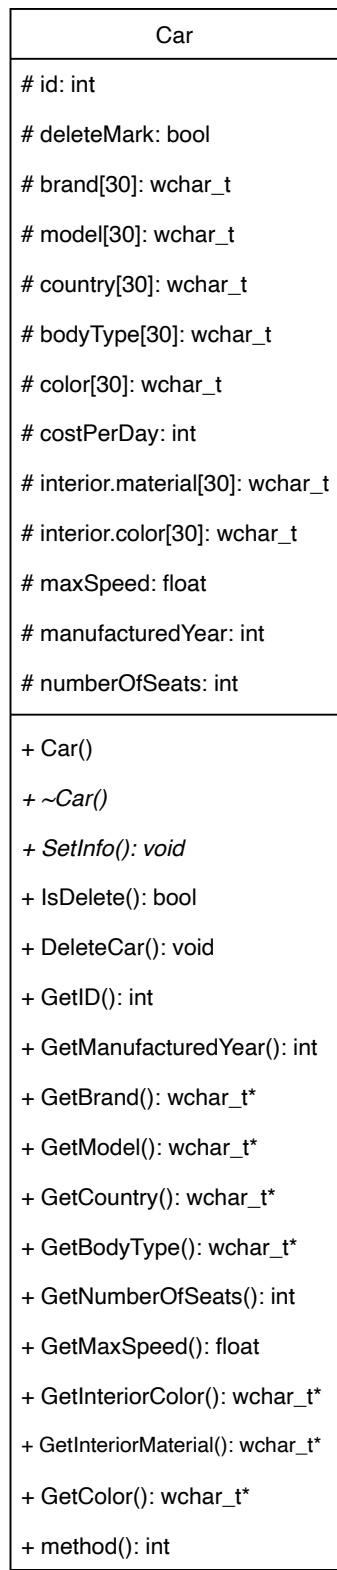 Car
# id: int
# deleteMark: bool
# brand[30]: wchar_t
# model[30]: wchar_t
# country[30]: wchar_t
# bodyType[30]: wchar_t
# color[30]: wchar_t
# costPerDay: int
# interior.material[30]: wchar_t
# interior.color[30]: wchar_t
# maxSpeed: float
# manufacturedYear: int
# numberOfSeats: int
+ Car()
+ ~Car()
+ SetInfo(): void
+ IsDelete(): bool
+ DeleteCar(): void
+ GetID(): int
+ GetManufacturedYear(): int
+ GetBrand(): wchar_t*
+ GetModel(): wchar_t*
+ GetCountry(): wchar_t*
+ GetBodyType(): wchar_t*
+ GetNumberOfSeats(): int
+ GetMaxSpeed(): float
+ GetInteriorColor(): wchar_t*
+ GetInteriorMaterial(): wchar_t*
+ GetColor(): wchar_t*
+ method(): int